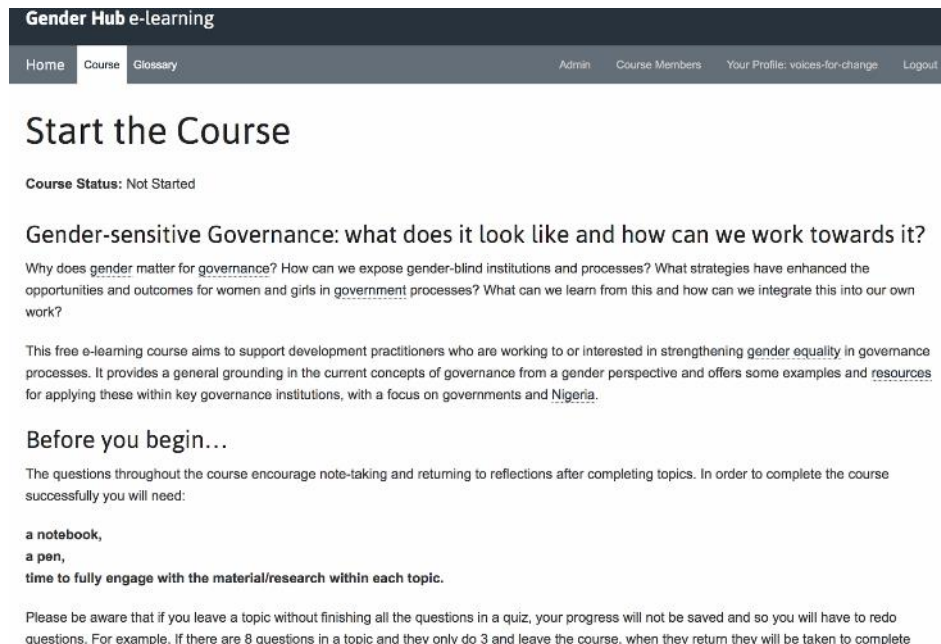 Gender Hub e-learning
Home Course Glossary Admin Course Members Your Profile: voices-for-change Logout
Start the Course
Course Status: Not Started
Gender-sensitive Governance: what does it look like and how can we work towards it?
Why does gender matter for governance? How can we expose gender-blind institutions and processes? What strategies have enhanced the
opportunities and outcomes for women and girls in government processes? What can we learn from this and how can we integrate this into our own
work?
This free e-learning course aims to support development practitioners who are working to or interested in strengthening gender equality in governance
processes. It provides a general grounding in the current concepts of governance from a gender perspective and offers some examples and resources
for applying these within key governance institutions, with a focus on governments and Nigeria.
Before you begin...
The questions throughout the course encourage note-taking and returning to reflections after completing topics. In order to complete the course
successfully you will need:
a notebook,
a pen,
time to fully engage with the material/research within each topic.
Please be aware that if you leave a topic without finishing all the questions in a quiz, your progress will not be saved and so you will have to redo
questions. For example. If there are 8 questions in a topic and they only do 3 and leave the course, when they return they will be taken to complete